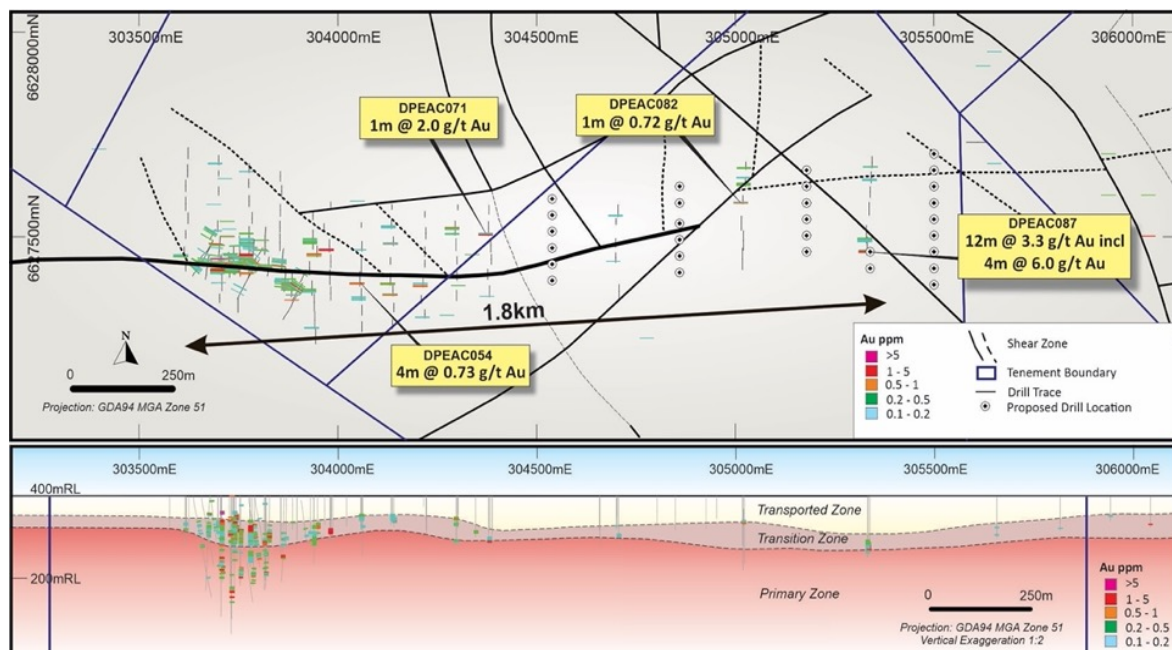 303500mE
304000mE
304500mE
305000mE
305500mE
306000mE
6628000mN
6627500mN
DPEAC071
1m @ 2.0 g/t Au
DPEAC082
1m @ 0.72 g/t Au
DPEAC087
12m @ 3.3 g/t Au incl
4m @ 6.0 g/t Au
1.8km
DPEAC054
4m @ 0.73 g/t Au
N
0
250m
Projection: GDA94 MGA Zone 51
Au ppm
>5
1 - 5
0.5 - 1
0.2 - 0.5
0.1 - 0.2
Shear Zone
Tenement Boundary
Drill Trace
Proposed Drill Location
303500mE
304000mE
304500mE
305000mE
305500mE
306000mE
400mRL
Transported Zone
Transition Zone
200mRL
Primary Zone
0
250m
Projection: GDA94 MGA Zone 51
Vertical Exaggeration 1:2
Au ppm
>5
1 - 5
0.5 - 1
0.2 - 0.5
0.1 - 0.2